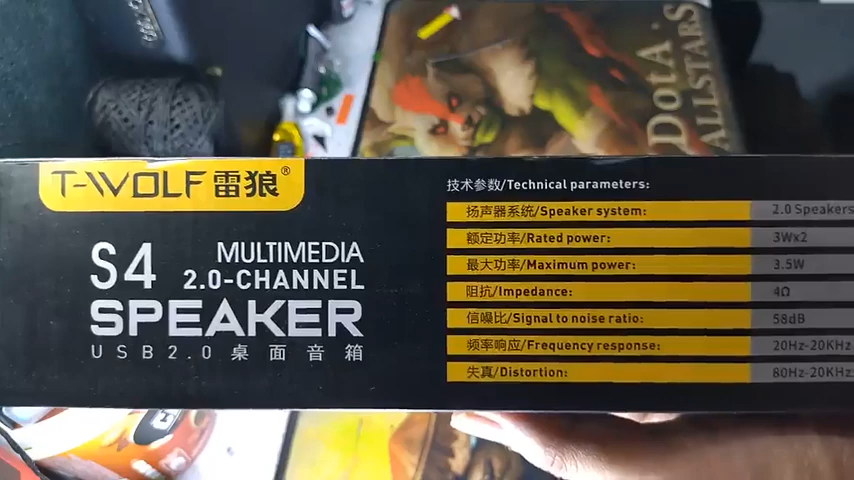 DotA
ALLSTARS
T-WOLF 雷狼®
S4 MULTIMEDIA
2.0-CHANNEL
SPEAKER
USB2.0 桌面音箱
技术参数/Technical parameters:
扬声器系统/Speaker system: 2.0 Speakers
额定功率/Rated power: 3Wx2
最大功率/Maximum power: 3.5W
阻抗/Impedance: 4Ω
信噪比/Signal to noise ratio: 58dB
频率响应/Frequency response: 20Hz-20KHz
失真/Distortion: 80Hz-20KHz